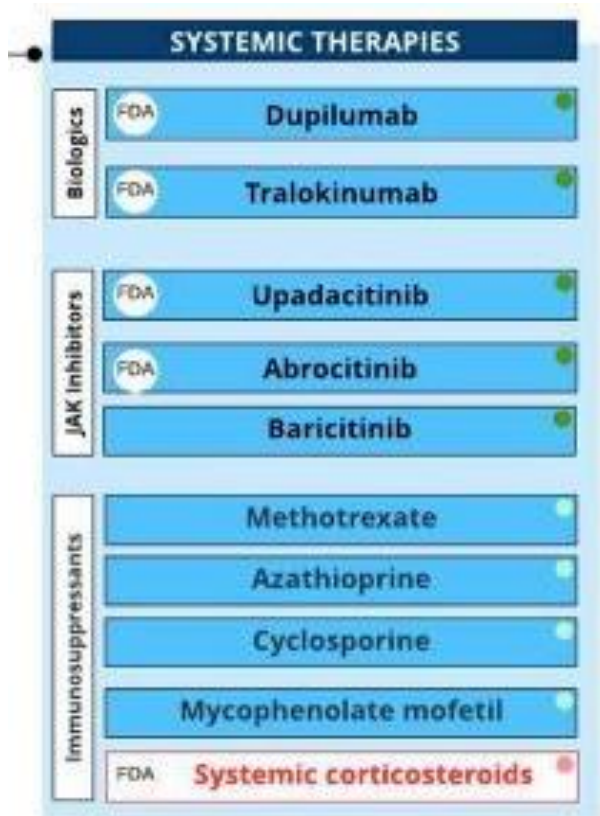 SYSTEMIC THERAPIES
Biologics
FDA Dupilumab
FDA Tralokinumab
JAK Inhibitors
FDA Upadacitinib
FDA Abrocitinib
Baricitinib
Immunosuppressants
Methotrexate
Azathioprine
Cyclosporine
Mycophenolate mofetil
FDA Systemic corticosteroids